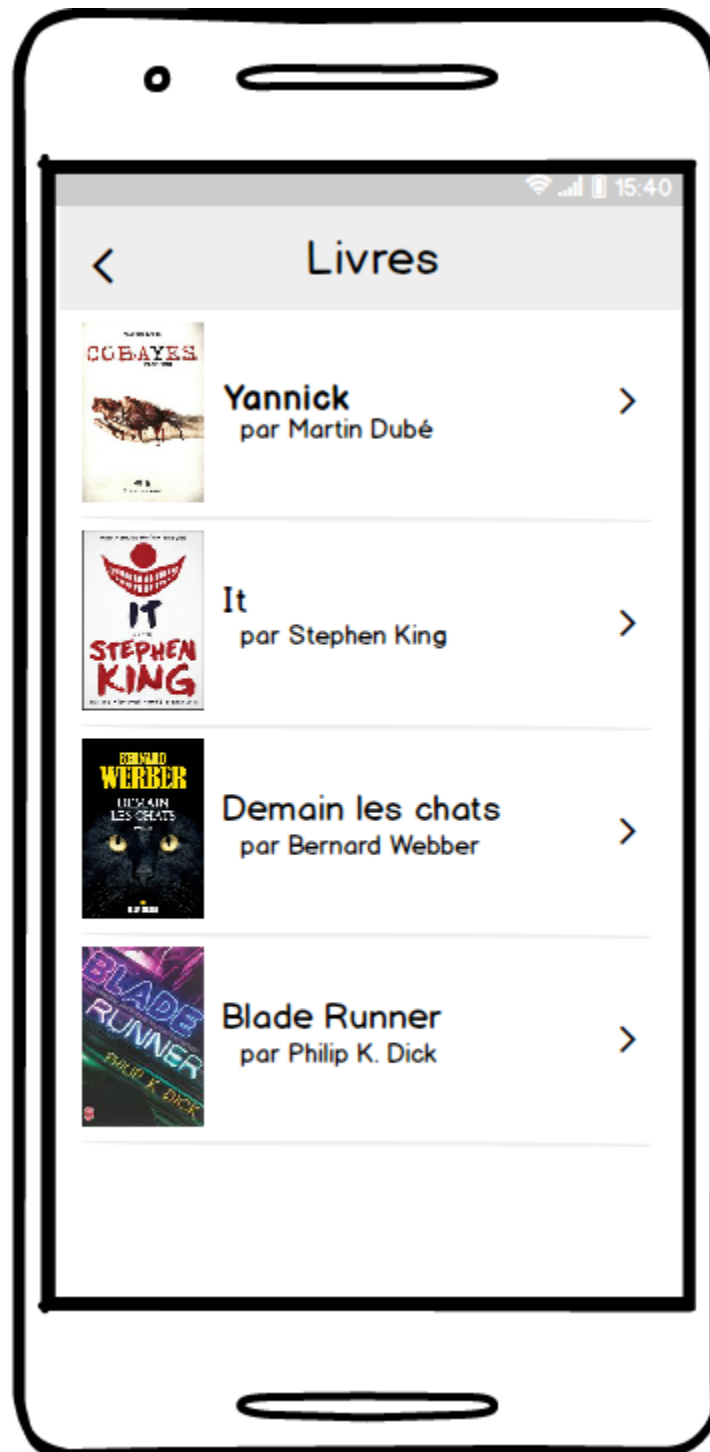 15:40
Livres
COBAYES
Yannick
par Martin Dubé
IT
STEPHEN
KING
It
par Stephen King
BERNARD
WERBER
DEMAIN
LES CHATS
Demain les chats
par Bernard Webber
BLADE
RUNNER
PHILIP K. DICK
Blade Runner
par Philip K. Dick